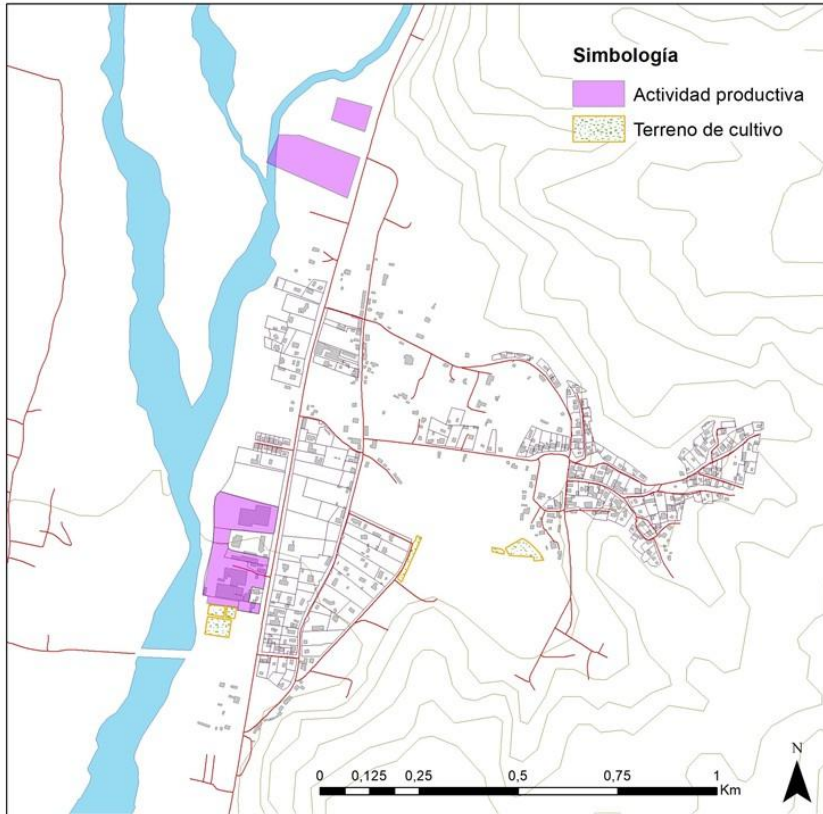 Simbología
Actividad productiva
Terreno de cultivo
N
0 0,125 0,25 0,5 0,75 1
Km